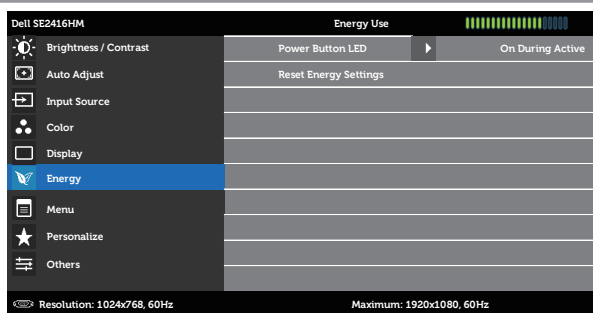 Dell SE2416HM Energy Use
Brightness / Contrast Power Button LED On During Active
Auto Adjust Reset Energy Settings
Input Source
Color
Display
Energy
Menu
Personalize
Others
Resolution: 1024x768, 60Hz Maximum: 1920x1080, 60Hz